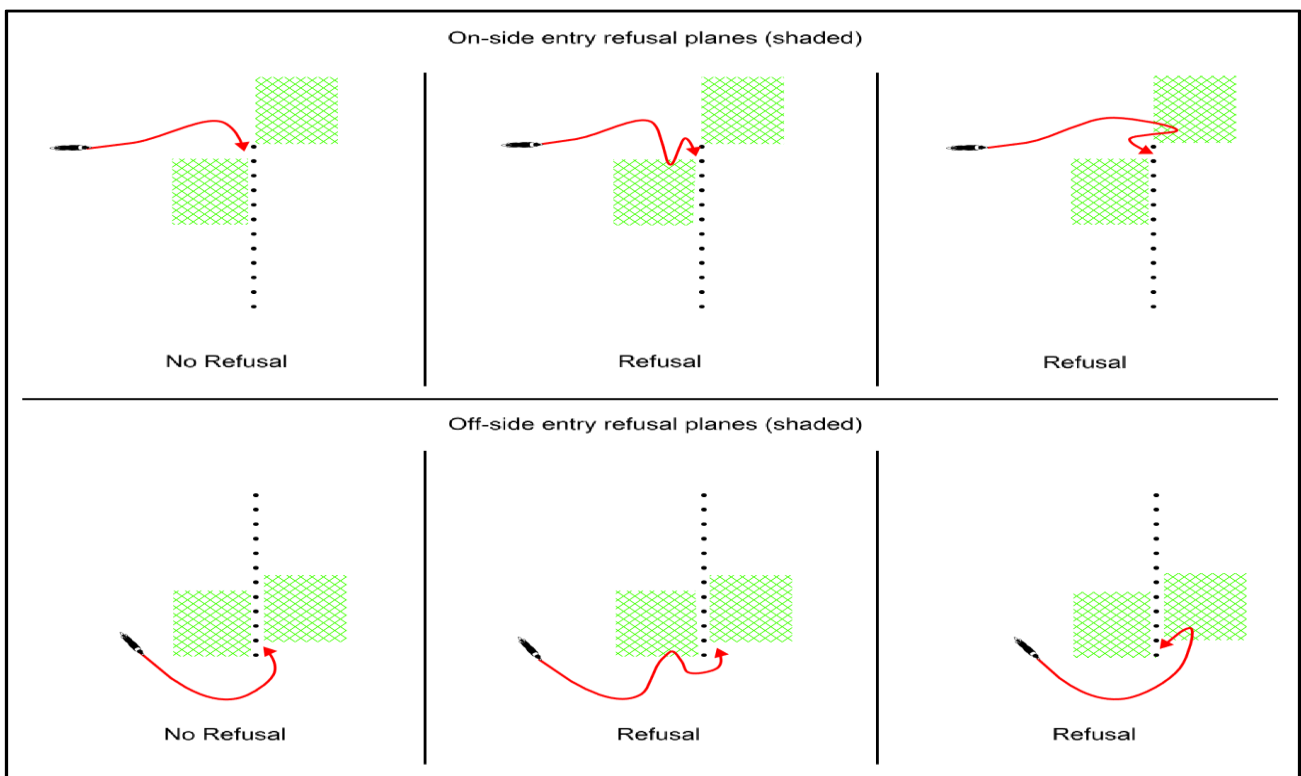 On-side entry refusal planes (shaded)
No Refusal
Refusal
Refusal
Off-side entry refusal planes (shaded)
No Refusal
Refusal
Refusal